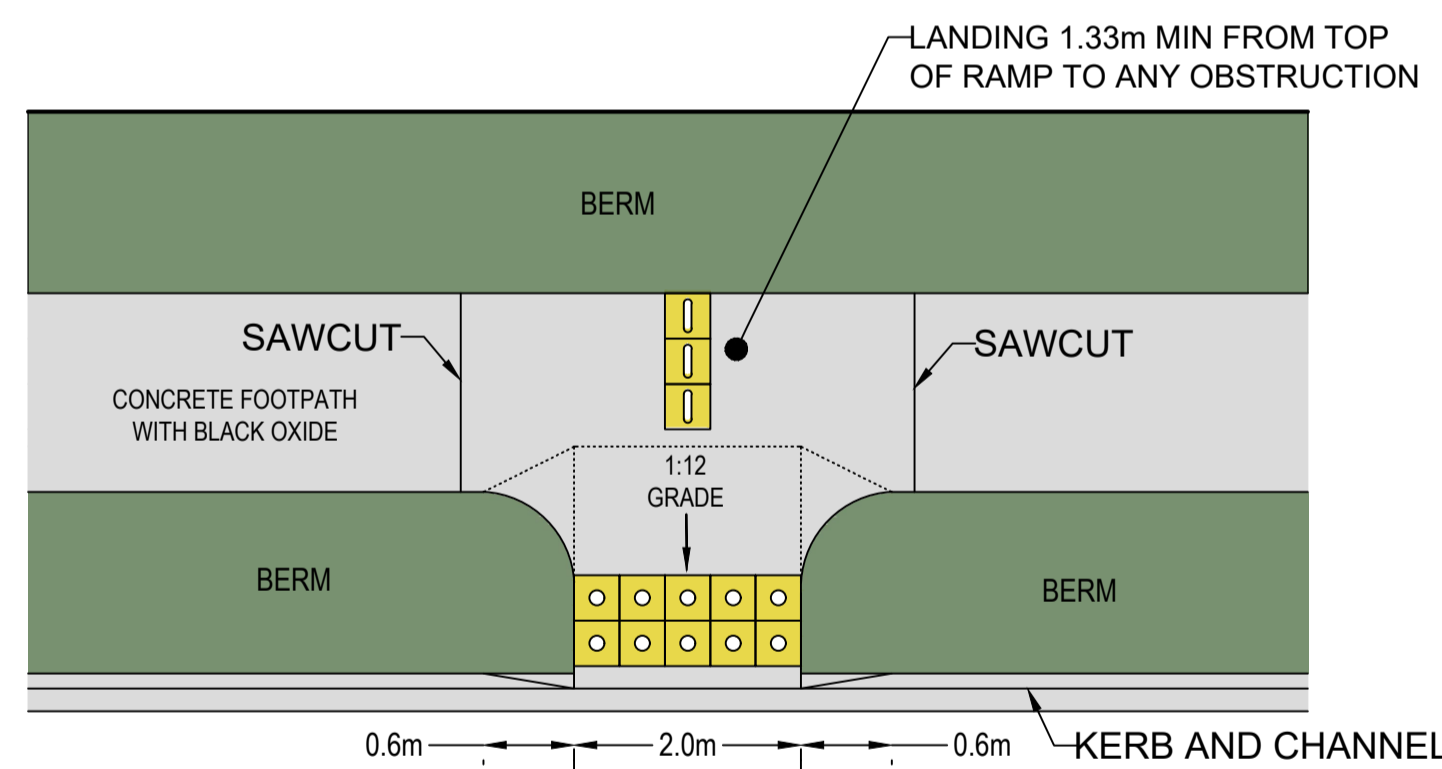 LANDING 1.33m MIN FROM TOP
OF RAMP TO ANY OBSTRUCTION
BERM
SAWCUT
SAWCUT
CONCRETE FOOTPATH
WITH BLACK OXIDE
1:12
GRADE
BERM
BERM
0.6m
2.0m
0.6m
KERB AND CHANNEL